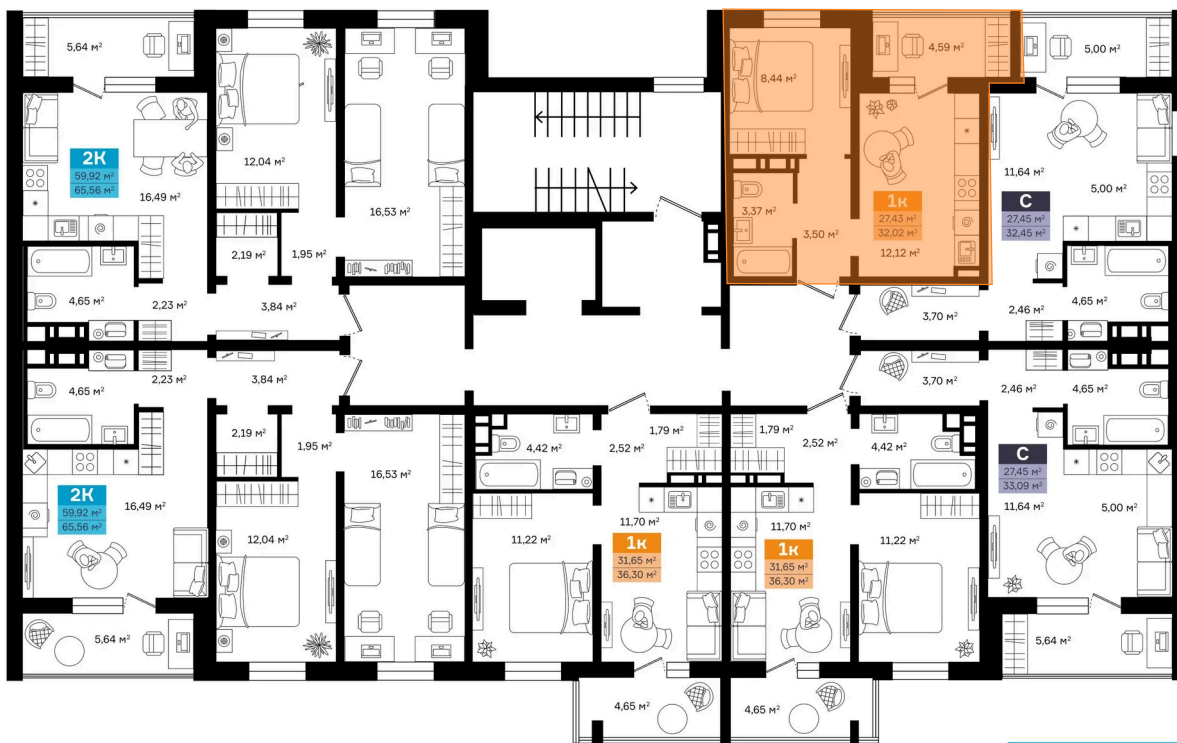 5,64 м²
12,04 м²
16,53 м²
2К
59,92 м²
65,56 м²
16,49 м²
2,19 м²
1,95 м²
4,65 м²
2,23 м²
3,84 м²
8,44 м²
4,59 м²
5,00 м²
3,37 м²
3,50 м²
1к
27,43 м²
32,02 м²
12,12 м²
11,64 м²
5,00 м²
С
27,45 м²
32,45 м²
3,70 м²
2,46 м²
4,65 м²
4,65 м²
2,23 м²
3,84 м²
2,19 м²
1,95 м²
16,53 м²
2К
59,92 м²
65,56 м²
16,49 м²
12,04 м²
5,64 м²
4,42 м²
2,52 м²
1,79 м²
11,22 м²
11,70 м²
1к
31,65 м²
36,30 м²
4,65 м²
1,79 м²
2,52 м²
4,42 м²
11,70 м²
1к
31,65 м²
36,30 м²
11,22 м²
4,65 м²
3,70 м²
2,46 м²
4,65 м²
С
27,45 м²
33,09 м²
11,64 м²
5,00 м²
5,64 м²